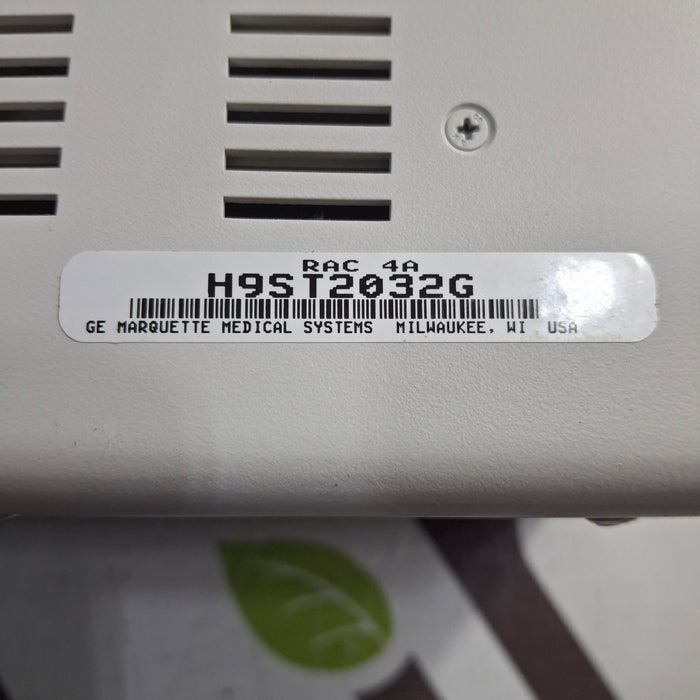 RAC 4A
H9ST2032G
GE MARQUETTE MEDICAL SYSTEMS MILWAUKEE, WI USA